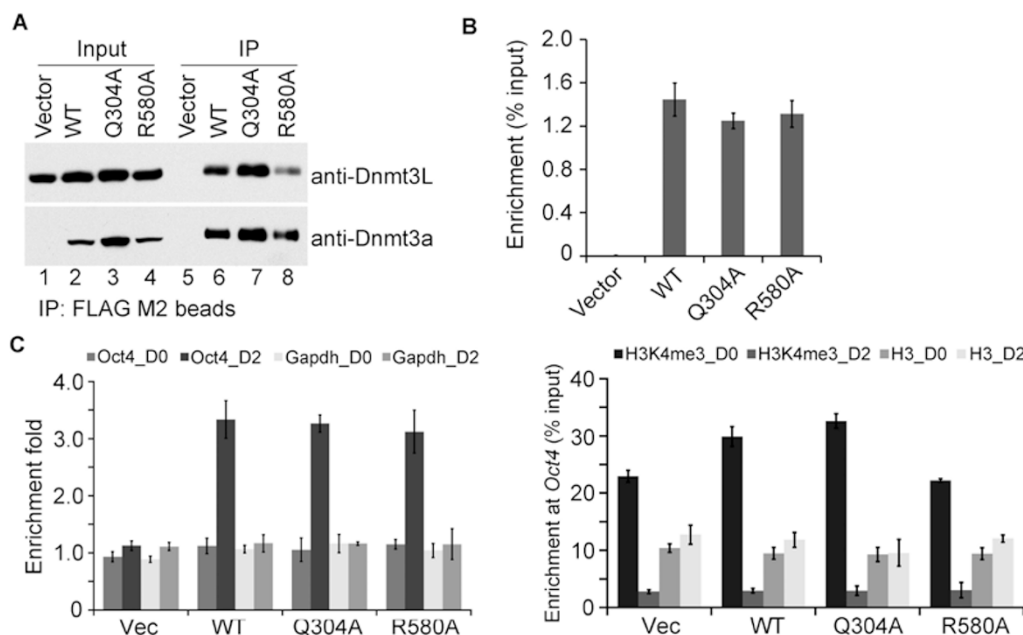 A
Input IP
Vector WT Q304A R580A Vector WT Q304A R580A
anti-Dnmt3L
anti-Dnmt3a
1 2 3 4 5 6 7 8
IP: FLAG M2 beads
B
Enrichment (% input)
2.0
1.6
1.2
0.8
0.4
0
Vector WT Q304A R580A
C
Oct4_D0 Oct4_D2 Gapdh_D0 Gapdh_D2
Enrichment fold
4.0
3.0
2.0
1.0
0
Vec WT Q304A R580A
H3K4me3_D0 H3K4me3_D2 H3_D0 H3_D2
Enrichment at Oct4 (% input)
40
30
20
10
0
Vec WT Q304A R580A